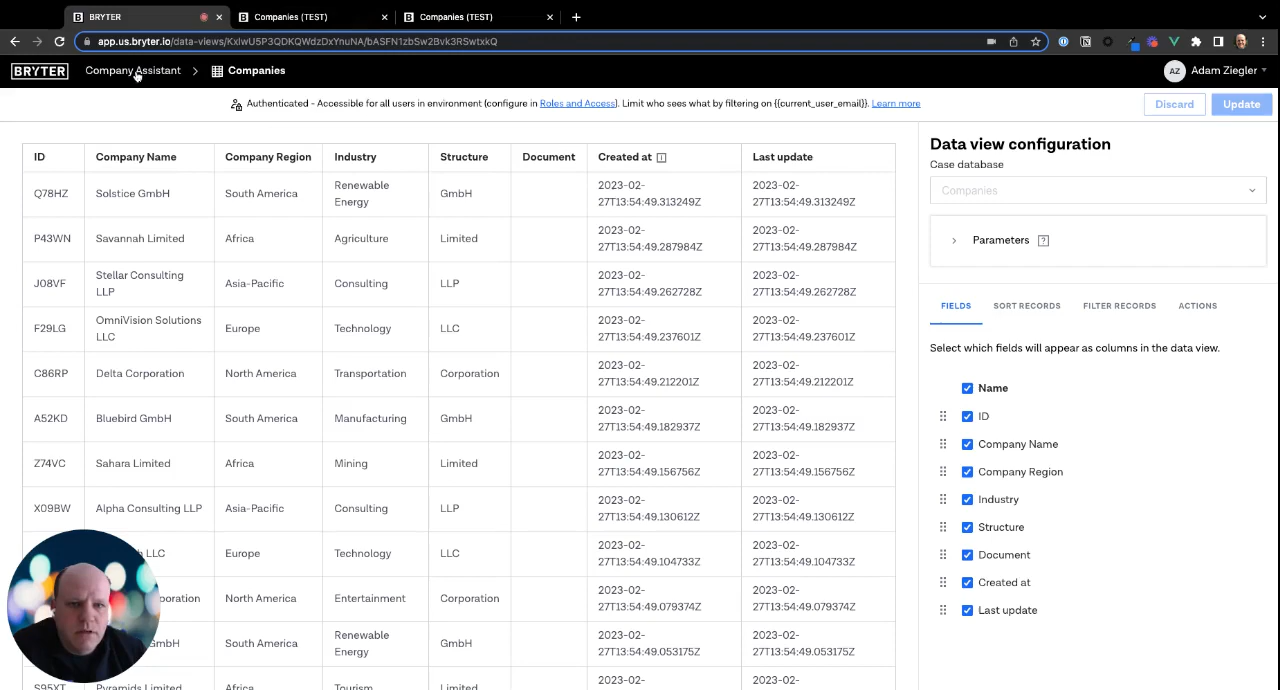 BRYTER
Companies (TEST)
Companies (TEST)
app.us.bryter.io/data-views/KxIwU5P3QDKQWdzDxYnuNA/bASFN1zbSw2Bvk3RSwtxkQ
BRYTER Company Assistant > Companies
AZ Adam Ziegler
Authenticated - Accessible for all users in environment (configure in Roles and Access). Limit who sees what by filtering on {{current_user_email}}. Learn more
Discard Update
ID Company Name Company Region Industry Structure Document Created at Last update
Q78HZ Solstice GmbH South America Renewable Energy GmbH 2023-02-27T13:54:49.313249Z 2023-02-27T13:54:49.313249Z
P43WN Savannah Limited Africa Agriculture Limited 2023-02-27T13:54:49.287984Z 2023-02-27T13:54:49.287984Z
J08VF Stellar Consulting LLP Asia-Pacific Consulting LLP 2023-02-27T13:54:49.262728Z 2023-02-27T13:54:49.262728Z
F29LG OmniVision Solutions LLC Europe Technology LLC 2023-02-27T13:54:49.237601Z 2023-02-27T13:54:49.237601Z
C86RP Delta Corporation North America Transportation Corporation 2023-02-27T13:54:49.212201Z 2023-02-27T13:54:49.212201Z
A52KD Bluebird GmbH South America Manufacturing GmbH 2023-02-27T13:54:49.182937Z 2023-02-27T13:54:49.182937Z
Z74VC Sahara Limited Africa Mining Limited 2023-02-27T13:54:49.156756Z 2023-02-27T13:54:49.156756Z
X09BW Alpha Consulting LLP Asia-Pacific Consulting LLP 2023-02-27T13:54:49.130612Z 2023-02-27T13:54:49.130612Z
LLC Europe Technology LLC 2023-02-27T13:54:49.104733Z 2023-02-27T13:54:49.104733Z
poration North America Entertainment Corporation 2023-02-27T13:54:49.079374Z 2023-02-27T13:54:49.079374Z
GmbH South America Renewable Energy GmbH 2023-02-27T13:54:49.053175Z 2023-02-27T13:54:49.053175Z
S95XT Pyramids Limited Africa Tourism Limited 2023-02- 2023-02-
Data view configuration
Case database
Companies
Parameters
FIELDS SORT RECORDS FILTER RECORDS ACTIONS
Select which fields will appear as columns in the data view.
Name
ID
Company Name
Company Region
Industry
Structure
Document
Created at
Last update